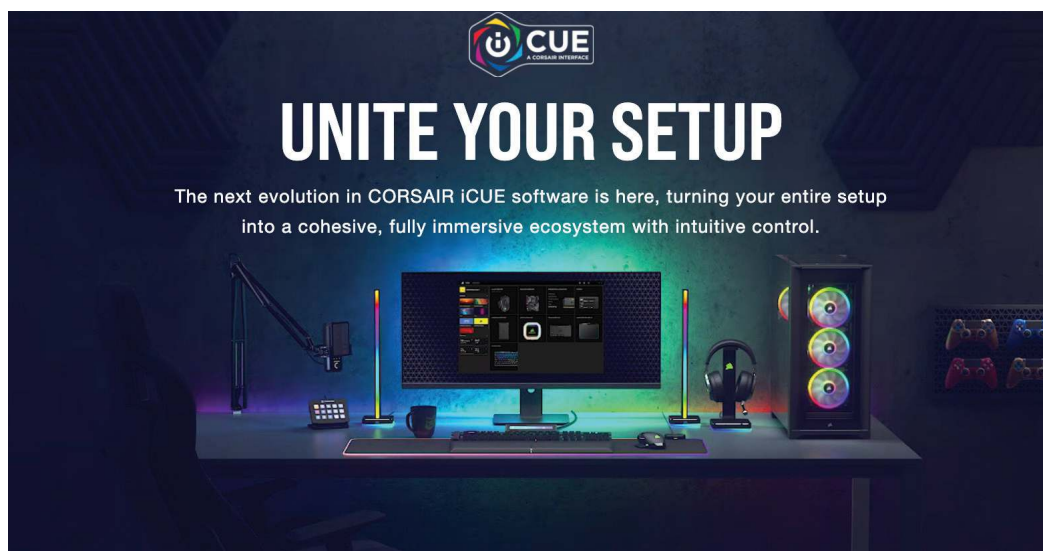 iCUE
A CORSAIR INTERFACE
UNITE YOUR SETUP
The next evolution in CORSAIR iCUE software is here, turning your entire setup
into a cohesive, fully immersive ecosystem with intuitive control.